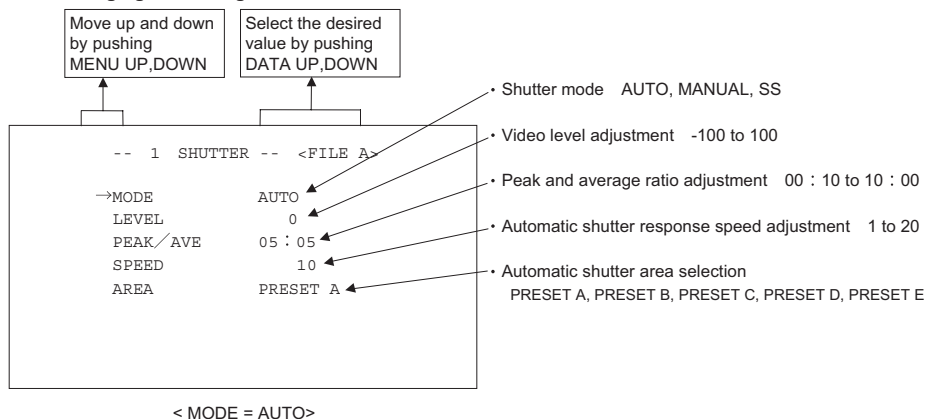 Move up and down
by pushing
MENU UP,DOWN
Select the desired
value by pushing
DATA UP,DOWN
-- 1 SHUTTER -- <FILE A>
→MODE AUTO
LEVEL 0
PEAK/AVE 05:05
SPEED 10
AREA PRESET A
• Shutter mode AUTO, MANUAL, SS
• Video level adjustment -100 to 100
• Peak and average ratio adjustment 00:10 to 10:00
• Automatic shutter response speed adjustment 1 to 20
• Automatic shutter area selection
PRESET A, PRESET B, PRESET C, PRESET D, PRESET E
< MODE = AUTO>